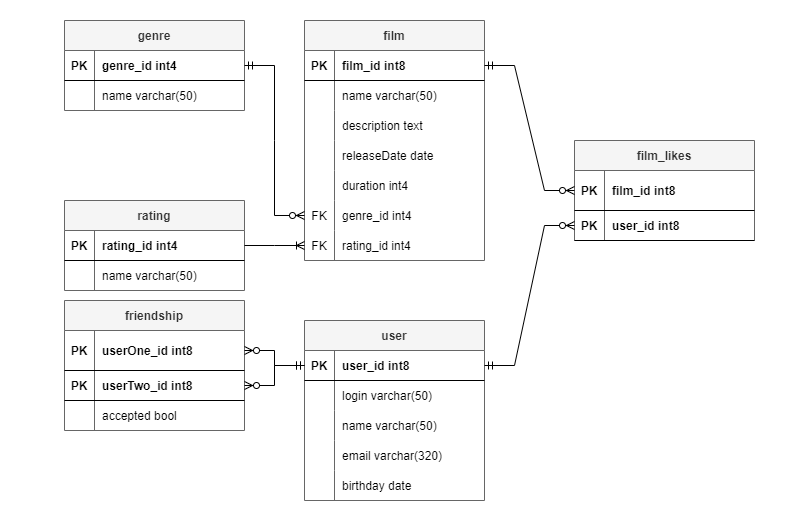 genre
PK genre_id int4
name varchar(50)
film
PK film_id int8
name varchar(50)
description text
releaseDate date
duration int4
FK genre_id int4
FK rating_id int4
film_likes
PK film_id int8
PK user_id int8
rating
PK rating_id int4
name varchar(50)
friendship
PK userOne_id int8
PK userTwo_id int8
accepted bool
user
PK user_id int8
login varchar(50)
name varchar(50)
email varchar(320)
birthday date